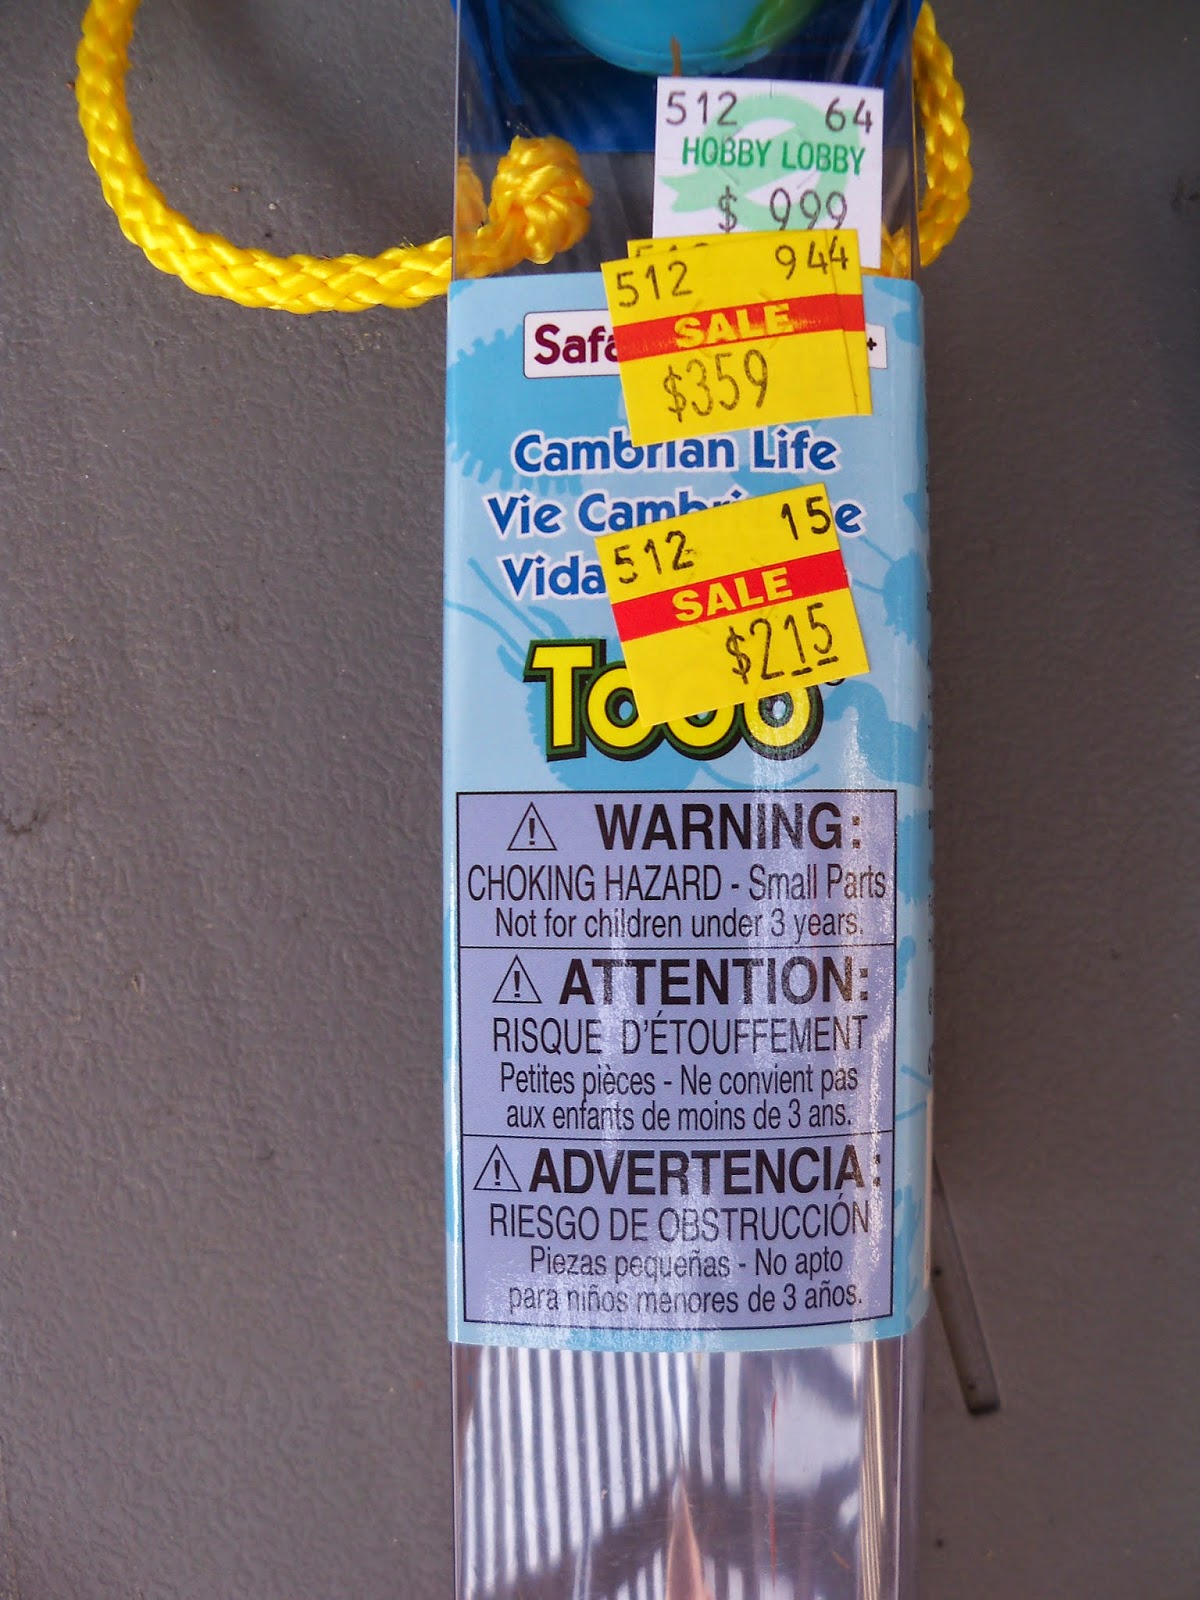 512 64
HOBBY LOBBY
$ 999
512 944
SALE
$359
Cambrian Life
Vie
Vida
512 15
SALE
$215
WARNING:
CHOKING HAZARD - Small Parts
Not for children under 3 years.
ATTENTION:
RISQUE D'ÉTOUFFEMENT
Petites pièces - Ne convient pas
aux enfants de moins de 3 ans.
ADVERTENCIA:
RIESGO DE OBSTRUCCIÓN
Piezas pequeñas - No apto
para niños menores de 3 años.